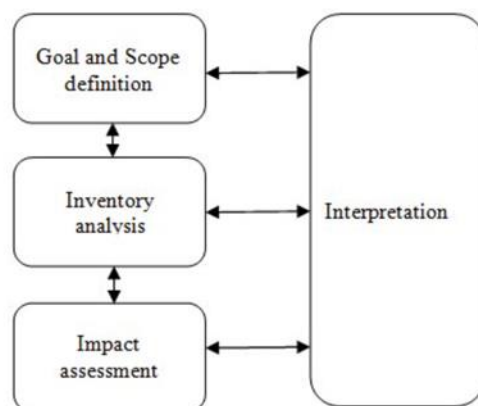 Goal and Scope
definition
Inventory
analysis
Interpretation
Impact
assessment